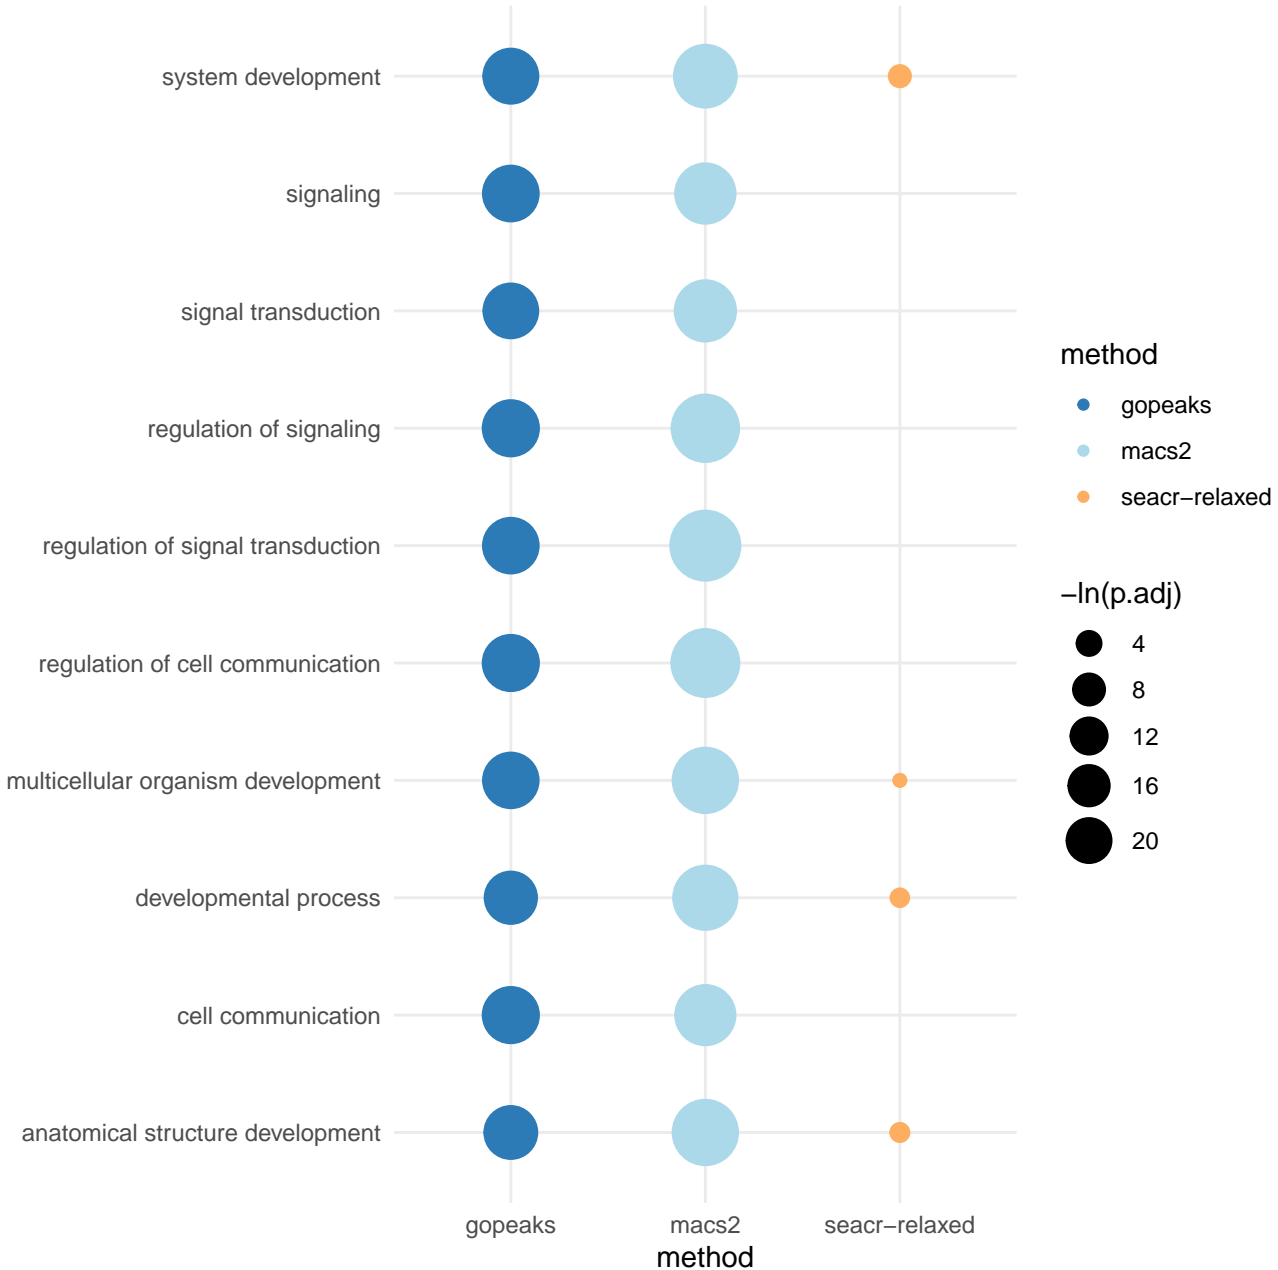 system development
signaling
signal transduction
regulation of signaling
regulation of signal transduction
regulation of cell communication
multicellular organism development
developmental process
cell communication
anatomical structure development
gopeaks
macs2
seacr−relaxed
method
method
gopeaks
macs2
seacr−relaxed
−ln(p.adj)
4
8
12
16
20